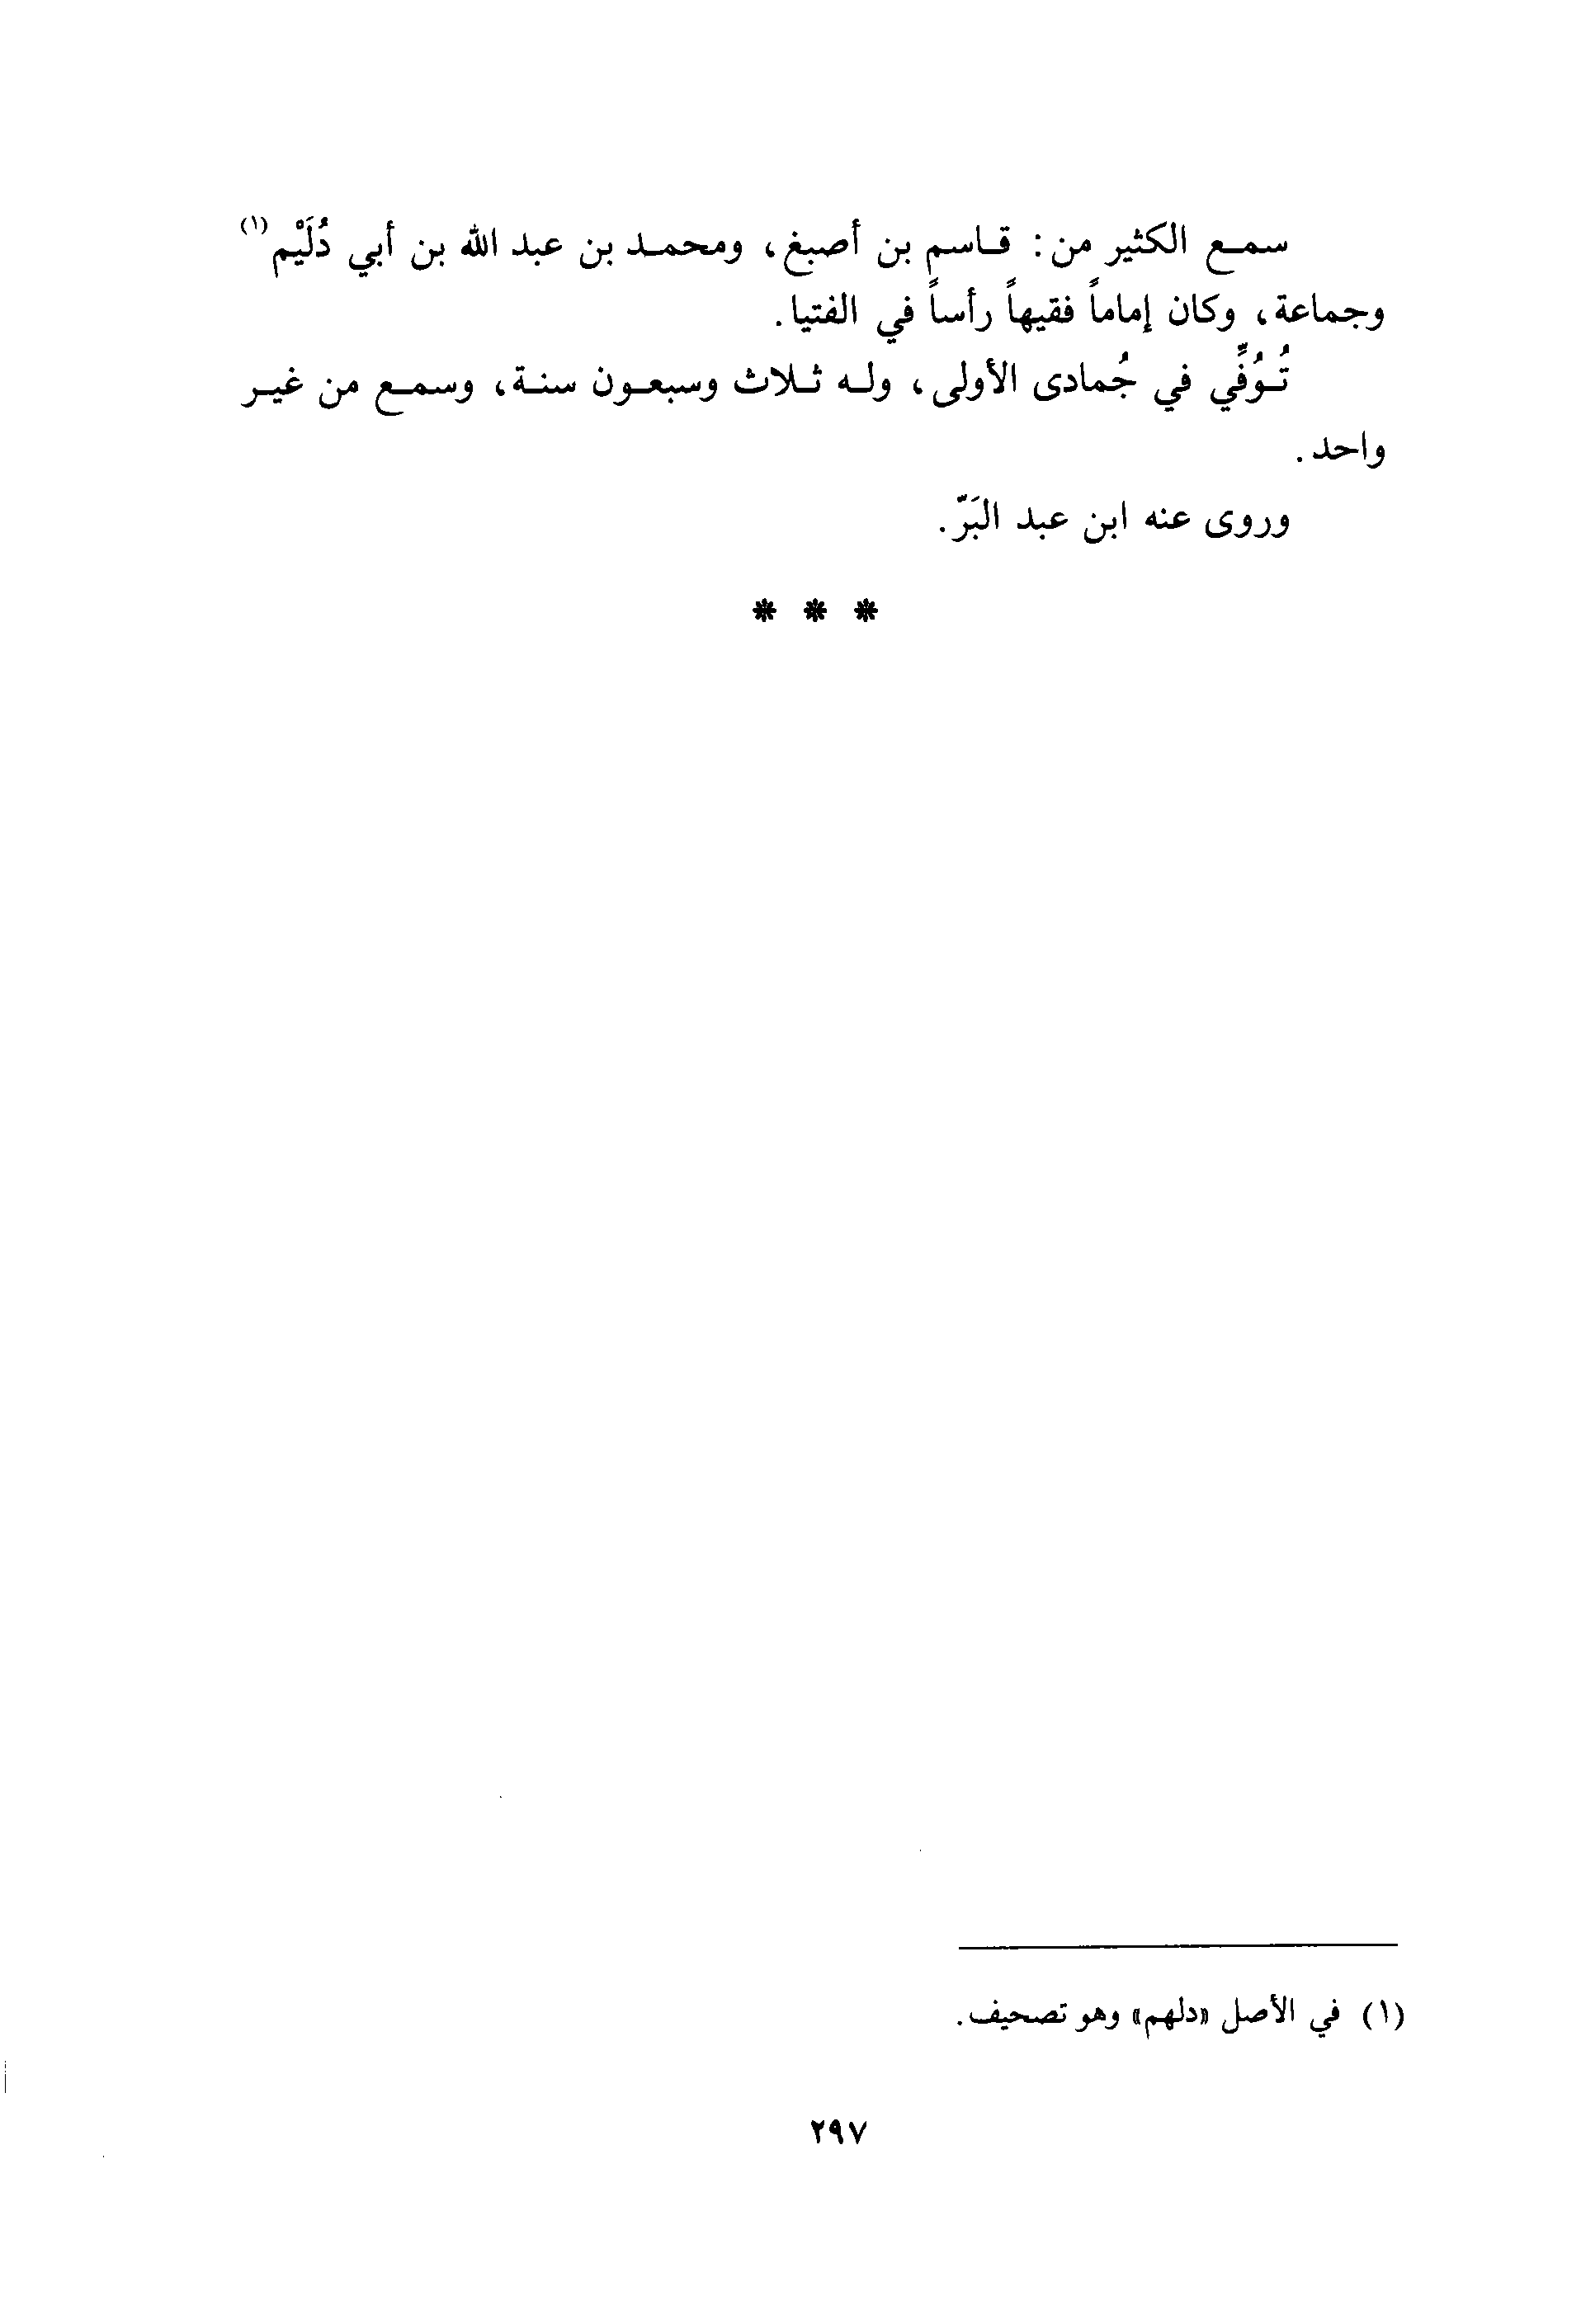 سمع الكثير من: قاسم بن أصبغ، ومحمد بن عبد الله بن أبي دُلَيْم(١)
وجماعة، وكان إماماً فقيهاً رأساً في الفتيا.
تُوُفِّي في جُمادى الأولى، وله ثلاث وسبعون سنة، وسمع من غير
واحد.
وروى عنه ابن عبد البَرّ.
* * *
(١) في الأصل «دلهم» وهو تصحيف.
٢٩٧